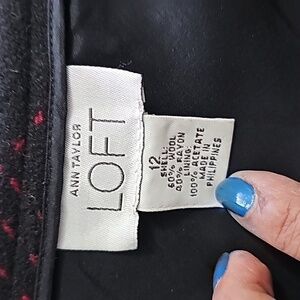 ANN TAYLOR
LOFT
12
SHELL:
60% WOOL
40% RAYON
LINING:
100% ACETATE
MADE IN
PHILIPPINES